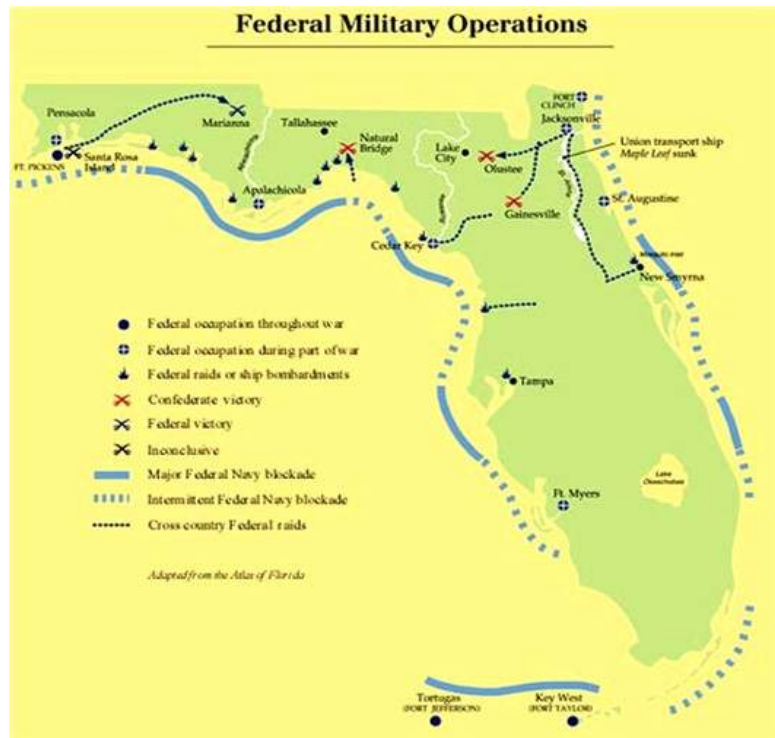 Federal Military Operations
FORT
CLINCH
Pensacola
Jacksonville
Marianna
Tallahassee
Natural
Bridge
Lake
City
Union transport ship
Maple Leaf sunk
Olustee
FT. PICKENS
Santa Rosa
Island
Apalachicola
Gainesville
St. Augustine
Cedar Key
New Smyrna
Federal occupation throughout war
Federal occupation during part of war
Federal raids or ship bombardments
Tampa
Confederate victory
Federal victory
Inconclusive
Major Federal Navy blockade
Lake
Okeechobee
Intermittent Federal Navy blockade
Ft. Myers
Cross country Federal raids
Adapted from the Atlas of Florida
Tortugas
(FORT JEFFERSON)
Key West
(FORT TAYLOR)